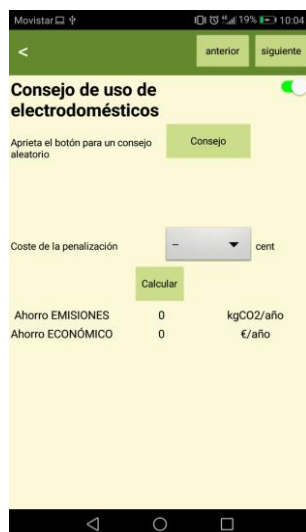 Movistar 19% 10:04
< anterior siguiente
Consejo de uso de
electrodomésticos
Aprieta el botón para un consejo
aleatorio
Consejo
Coste de la penalización -- cent
Calcular
Ahorro EMISIONES 0 kgCO2/año
Ahorro ECONÓMICO 0 €/año